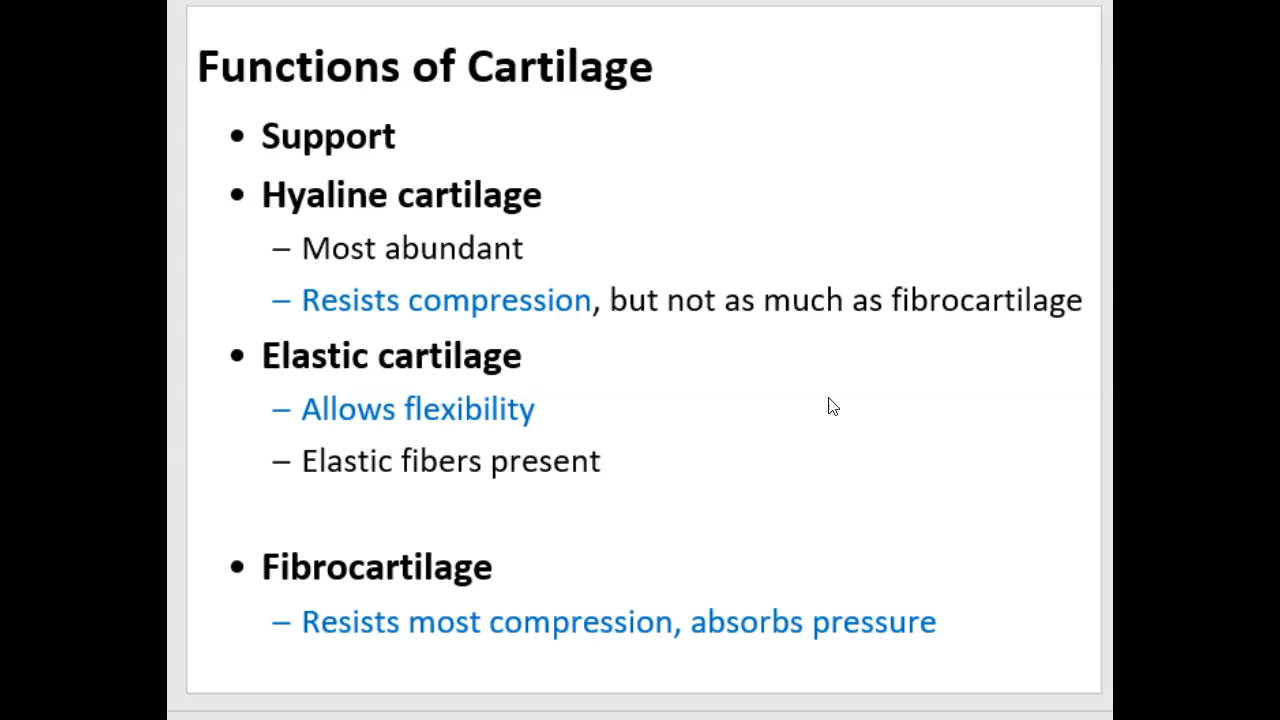 Functions of Cartilage
• Support
• Hyaline cartilage
– Most abundant
– Resists compression, but not as much as fibrocartilage
• Elastic cartilage
– Allows flexibility
– Elastic fibers present
• Fibrocartilage
– Resists most compression, absorbs pressure